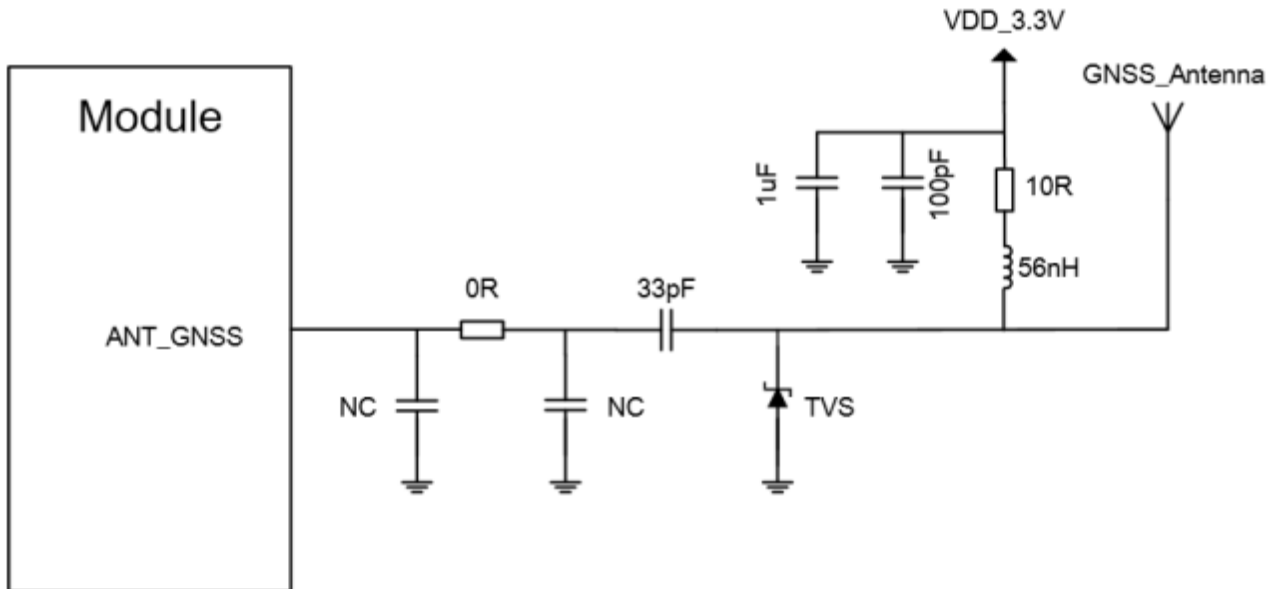 VDD_3.3V
GNSS_Antenna
Module
1uF
100pF
10R
56nH
0R
33pF
ANT_GNSS
NC
NC
TVS